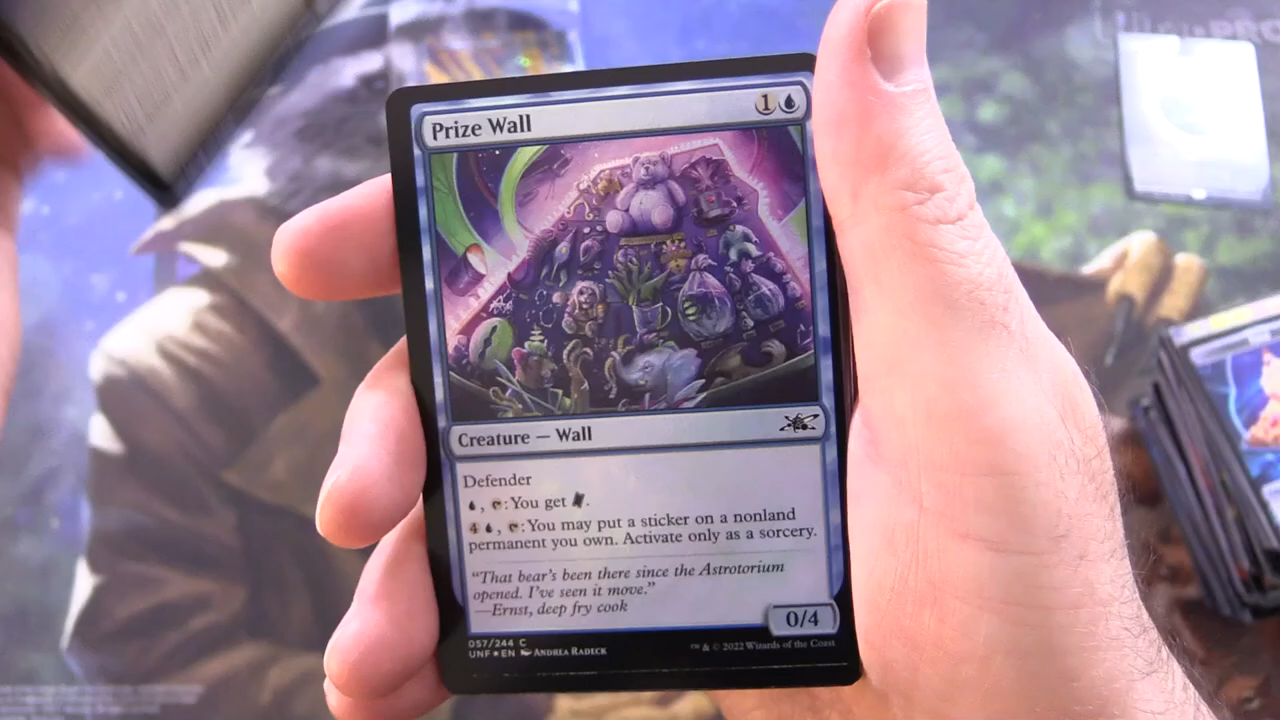 Prize Wall
1
Creature — Wall
Defender
, :You get .
4 , :You may put a sticker on a nonland
permanent you own. Activate only as a sorcery.
“That bear's been there since the Astrotorium
opened. I've seen it move.”
—Ernst, deep fry cook
0/4
057/244 C
UNF★EN Andrea Radeck
™ & © 2022 Wizards of the Coast